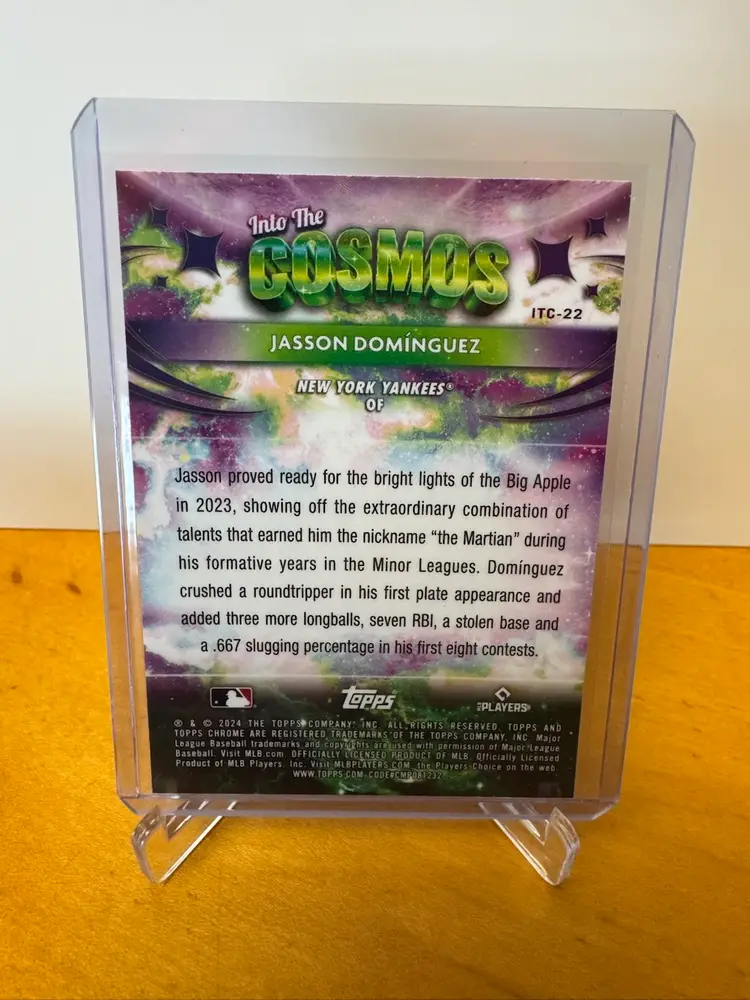 Into The
COSMOS
ITC-22
JASSON DOMÍNGUEZ
NEW YORK YANKEES®
OF
Jasson proved ready for the bright lights of the Big Apple
in 2023, showing off the extraordinary combination of
talents that earned him the nickname “the Martian” during
his formative years in the Minor Leagues. Domínguez
crushed a roundtripper in his first plate appearance and
added three more longballs, seven RBI, a stolen base and
a .667 slugging percentage in his first eight contests.
topps
PLAYERS
® & © 2024 THE TOPPS COMPANY, INC. ALL RIGHTS RESERVED. TOPPS AND
TOPPS CHROME ARE REGISTERED TRADEMARKS OF THE TOPPS COMPANY, INC. Major
League Baseball trademarks and copyrights are used with permission of Major League
Baseball. Visit MLB.com OFFICIALLY LICENSED PRODUCT OF MLB. Officially Licensed
Product of MLB Players, Inc. Visit MLBPLAYERS.COM, the Players Choice on the web.
WWW.TOPPS.COM CODE#CMP081232